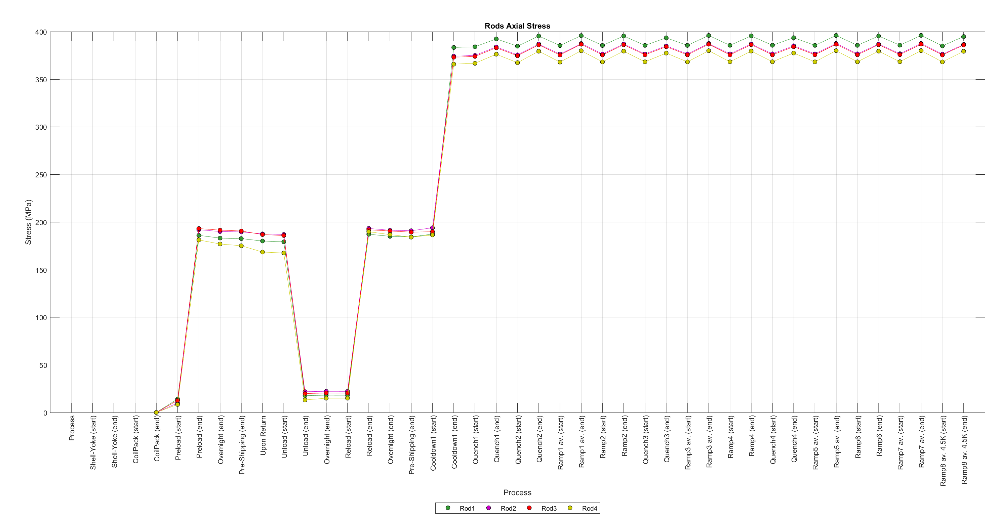 Rods Axial Stress
400
350
300
250
200
150
100
50
0
Stress (MPa)
Process
Shell-Yoke (start)
Shell-Yoke (end)
CoilPack (start)
CoilPack (end)
Preload (start)
Preload (end)
Overnight (end)
Pre-Shipping (end)
Upon Return
Unload (start)
Unload (end)
Overnight (end)
Reload (start)
Reload (end)
Overnight (end)
Pre-Shipping (end)
Cooldown1 (start)
Cooldown1 (end)
Quench1 (start)
Quench1 (end)
Quench2 (start)
Quench2 (end)
Ramp1 av. (start)
Ramp1 av. (end)
Ramp2 (start)
Ramp2 (end)
Quench3 (start)
Quench3 (end)
Ramp3 av. (start)
Ramp3 av. (end)
Ramp4 (start)
Ramp4 (end)
Quench4 (start)
Quench4 (end)
Ramp5 av. (start)
Ramp5 av. (end)
Ramp6 (start)
Ramp6 (end)
Ramp7 av. (start)
Ramp7 av. (end)
Ramp8 av. 4.5K (start)
Ramp8 av. 4.5K (end)
Process
Rod1 Rod2 Rod3 Rod4